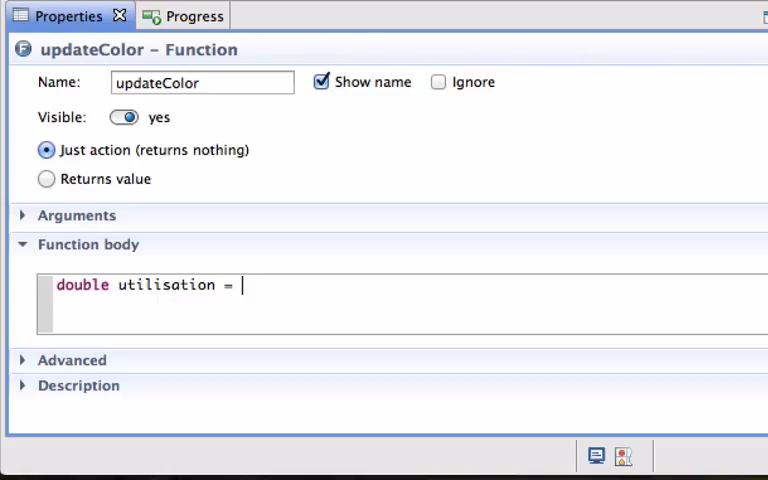 Properties Progress
F updateColor – Function
Name: updateColor Show name Ignore
Visible: yes
Just action (returns nothing)
Returns value
Arguments
Function body
double utilisation =
Advanced
Description